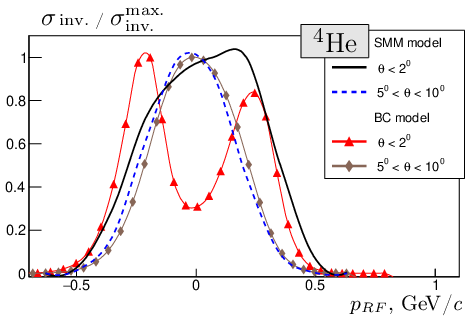 σ inv. / σ^max._inv.
⁴He
SMM model
θ < 2⁰
5⁰ < θ < 10⁰
BC model
θ < 2⁰
5⁰ < θ < 10⁰
1
0.8
0.6
0.4
0.2
0
−0.5 0 0.5 1
p_RF, GeV/c